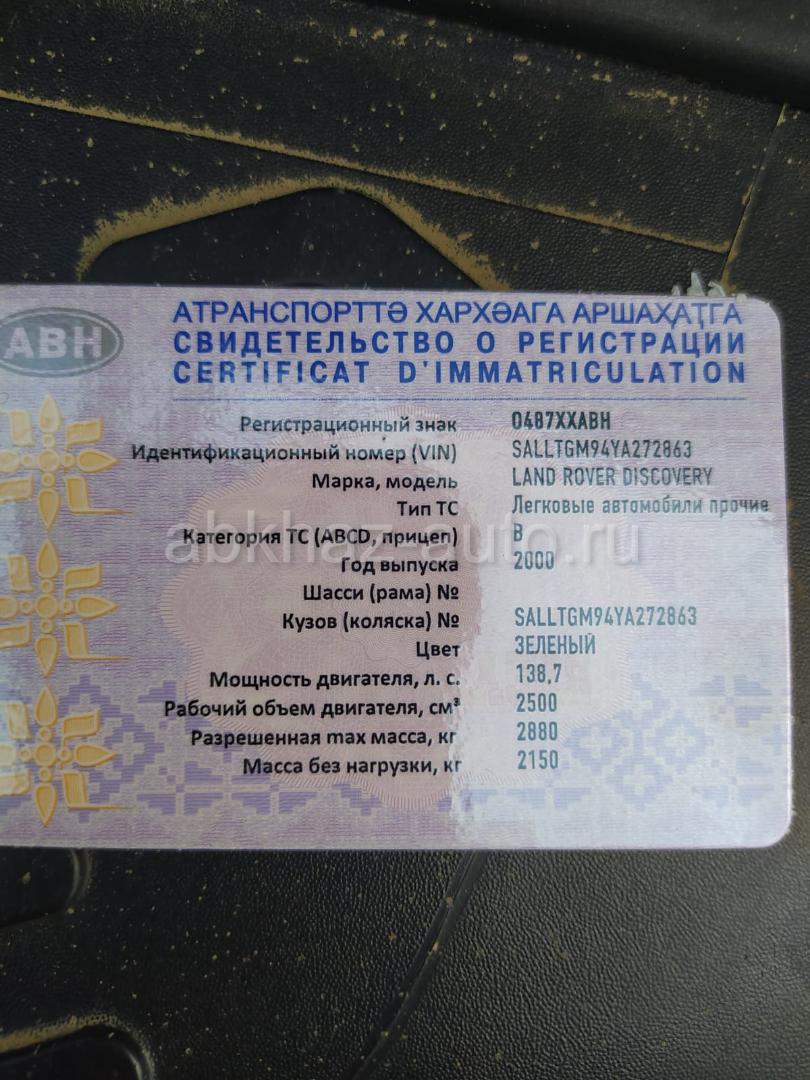 АВН
АТРАНСПОРТТӘ ХАРХӘАГА АРШАҲАҬГА
СВИДЕТЕЛЬСТВО О РЕГИСТРАЦИИ
CERTIFICAT D'IMMATRICULATION
Регистрационный знак 0487ХХАВН
Идентификационный номер (VIN) SALLTGM94YA272863
Марка, модель LAND ROVER DISCOVERY
Тип ТС Легковые автомобили прочие
Категория ТС (ABCD, прицеп) B
abkhaz-auto.ru
Год выпуска 2000
Шасси (рама) №
Кузов (коляска) № SALLTGM94YA272863
Цвет ЗЕЛЕНЫЙ
Мощность двигателя, л. с. 138,7
Рабочий объем двигателя, см³ 2500
Разрешенная max масса, кг 2880
Масса без нагрузки, кг 2150